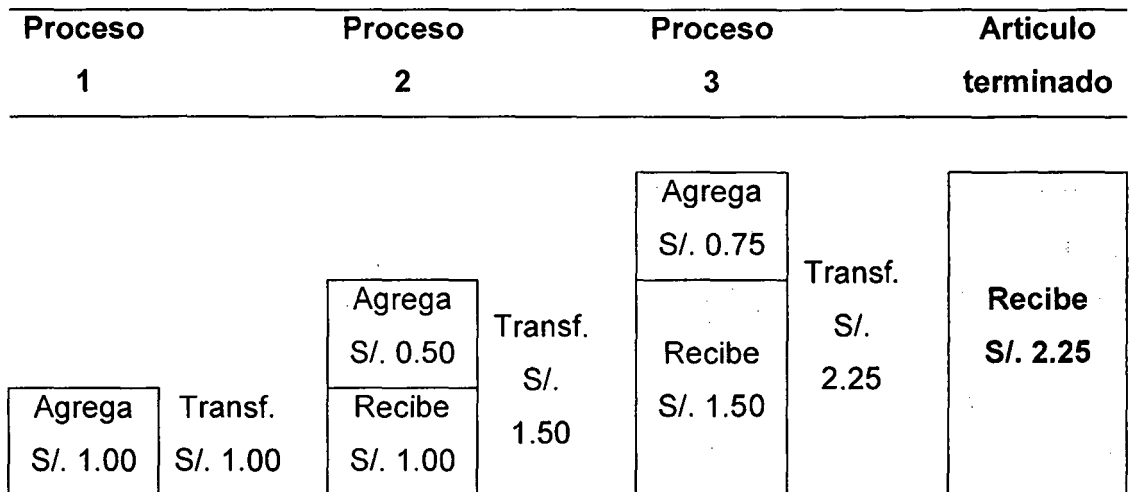 Proceso Proceso Proceso Articulo
1 2 3 terminado
Agrega
S/. 0.75
Transf.
Agrega Recibe
Transf. S/.
S/. 0.50 Recibe S/. 2.25
S/. 2.25
Agrega Transf. Recibe S/. 1.50
1.50
S/. 1.00 S/. 1.00 S/. 1.00